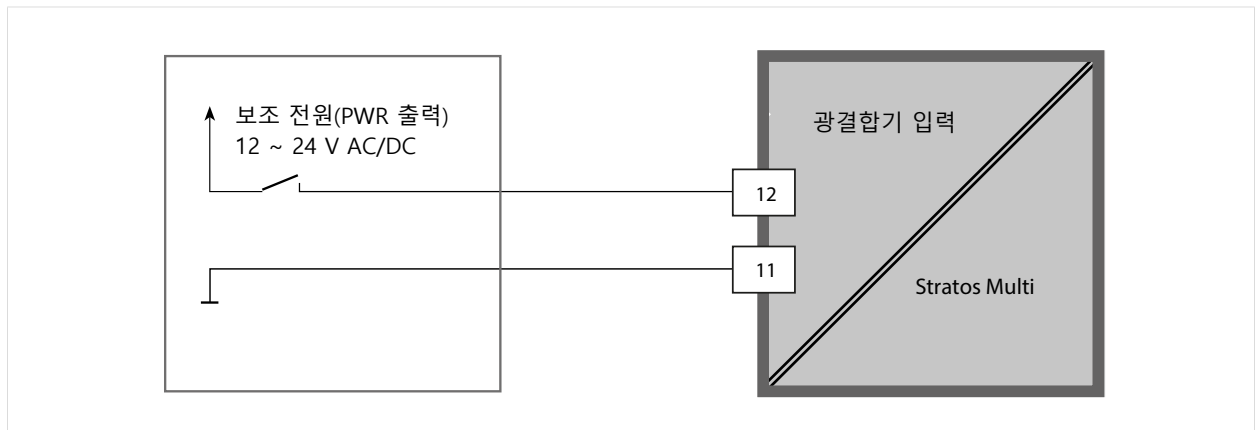 보조 전원(PWR 출력)
12 ~ 24 V AC/DC
광결합기 입력
12
11
Stratos Multi